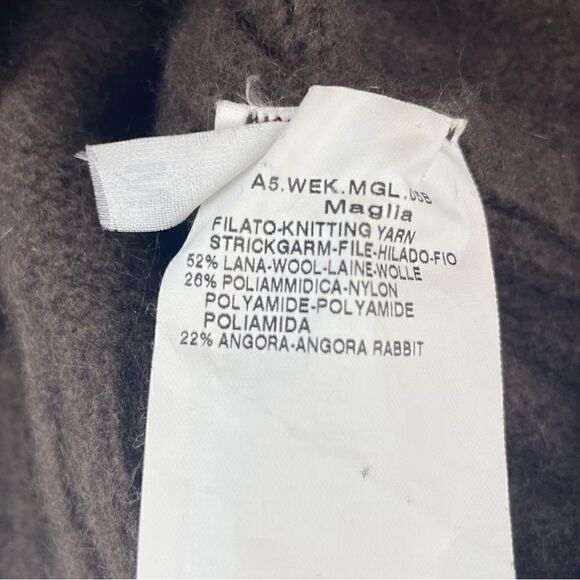 A5.WEK.MGL.05B
Maglia
FILATO-KNITTING YARN
STRICKGARM-FILE-HILADO-FIO
52% LANA-WOOL-LAINE-WOLLE
26% POLIAMMIDICA-NYLON
POLYAMIDE-POLYAMIDE
POLIAMIDA
22% ANGORA-ANGORA RABBIT